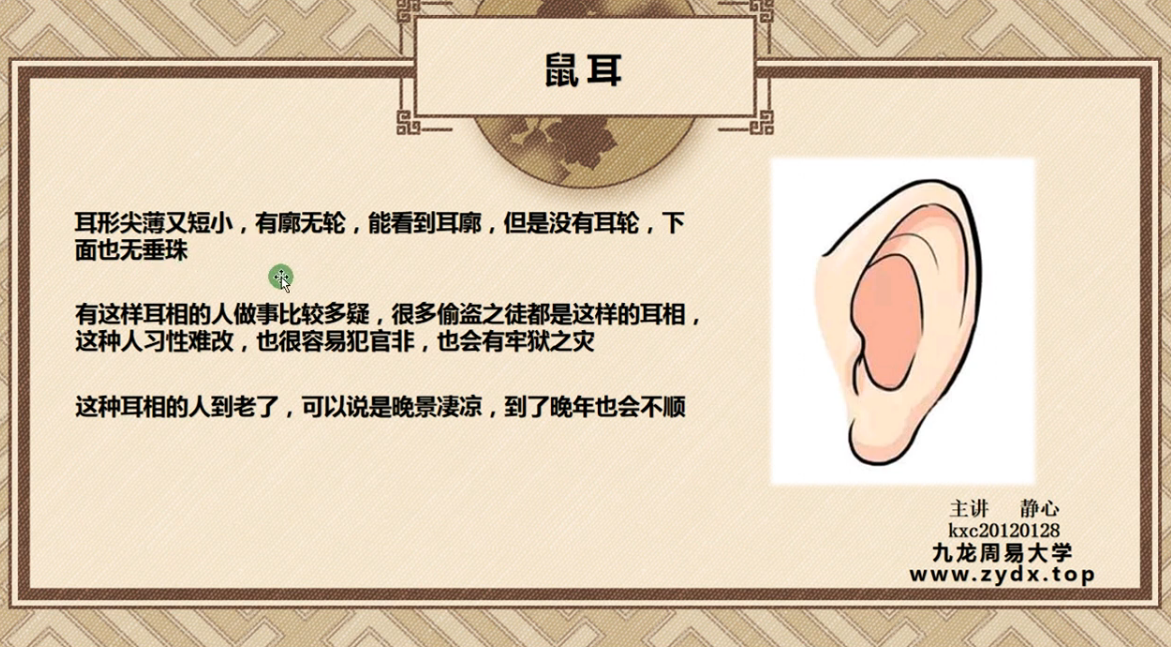 鼠耳
耳形尖薄又短小，有廓无轮，能看到耳廓，但是没有耳轮，下
面也无垂珠
有这样耳相的人做事比较多疑，很多偷盗之徒都是这样的耳相，
这种人习性难改，也很容易犯官非，也会有牢狱之灾
这种耳相的人到老了，可以说是晚景凄凉，到了晚年也会不顺
主讲 静心
kxc20120128
九龙周易大学
www.zydx.top